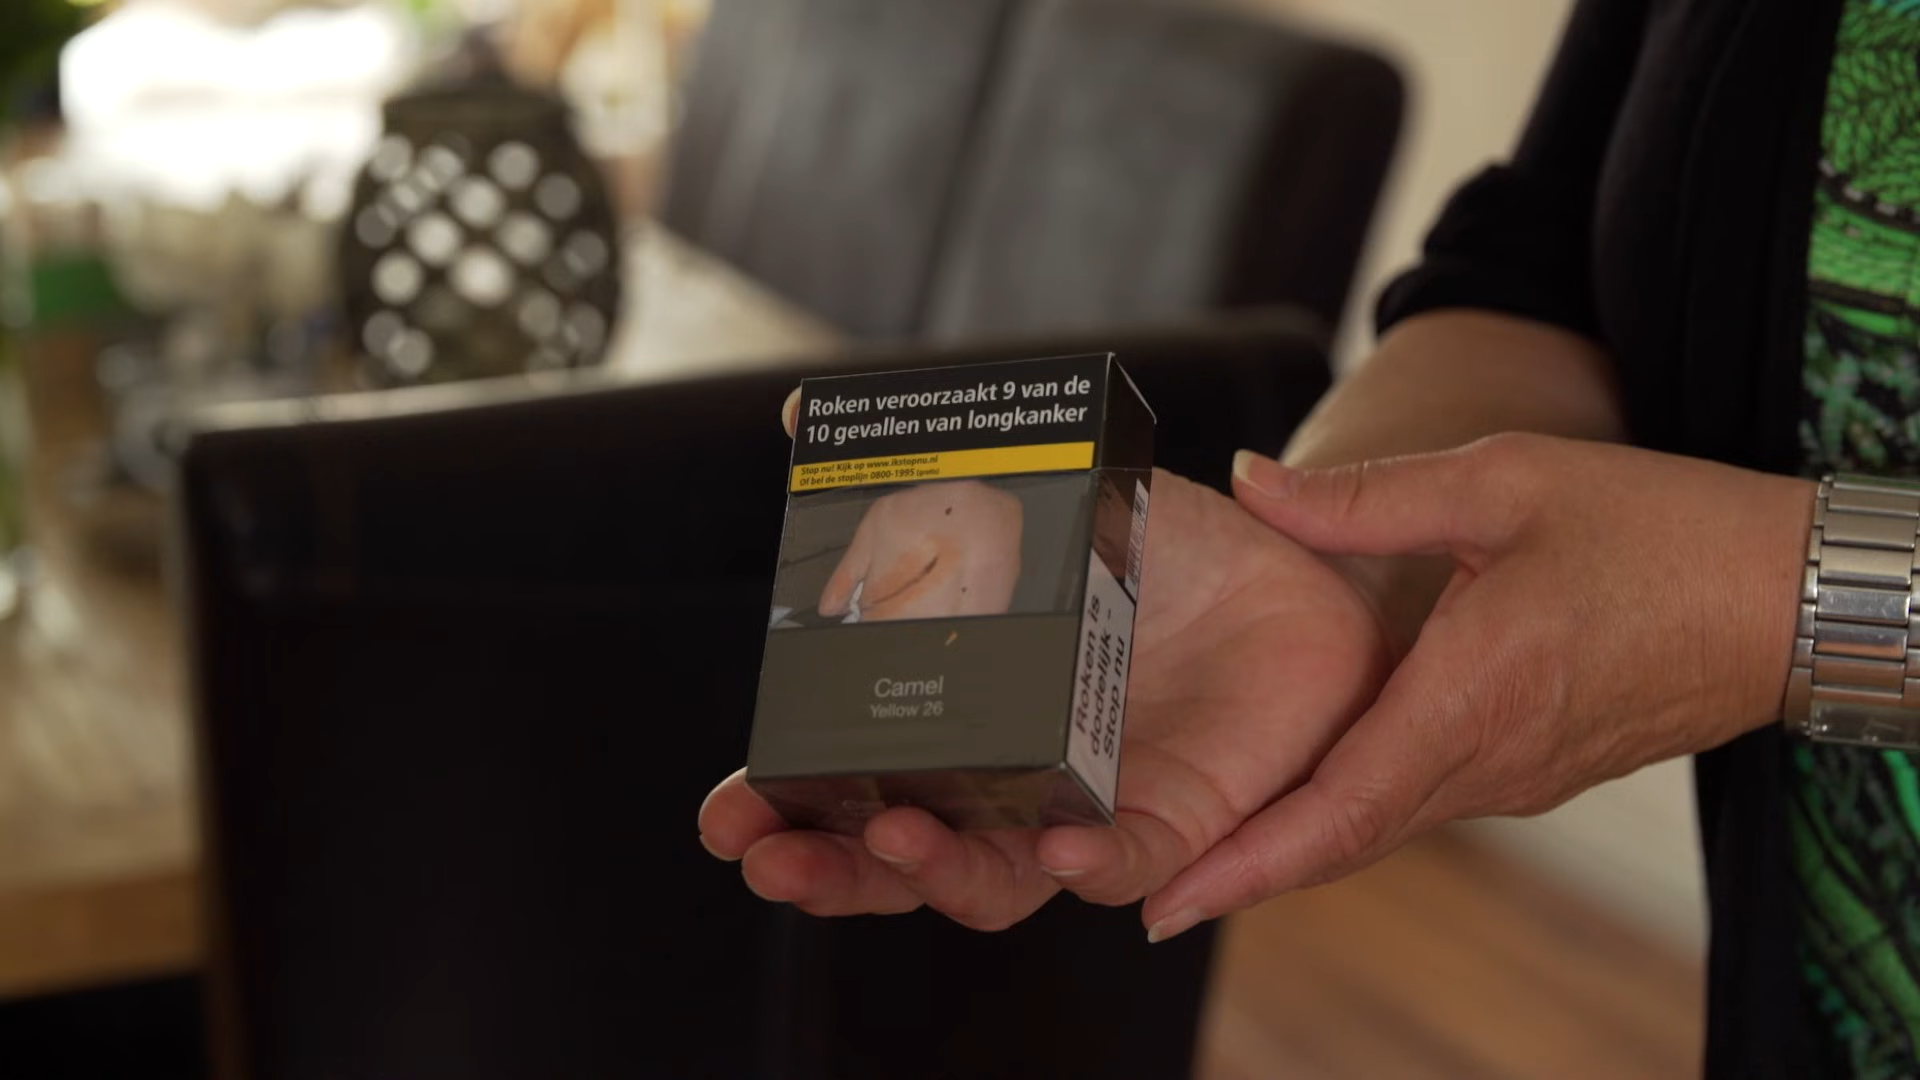 Roken veroorzaakt 9 van de
10 gevallen van longkanker
Stop nu! Kijk op www.ikstopnu.nl
Of bel de stoplijn 0800-1995 (gratis)
Camel
Yellow 26
Roken is
dodelijk -
Stop nu